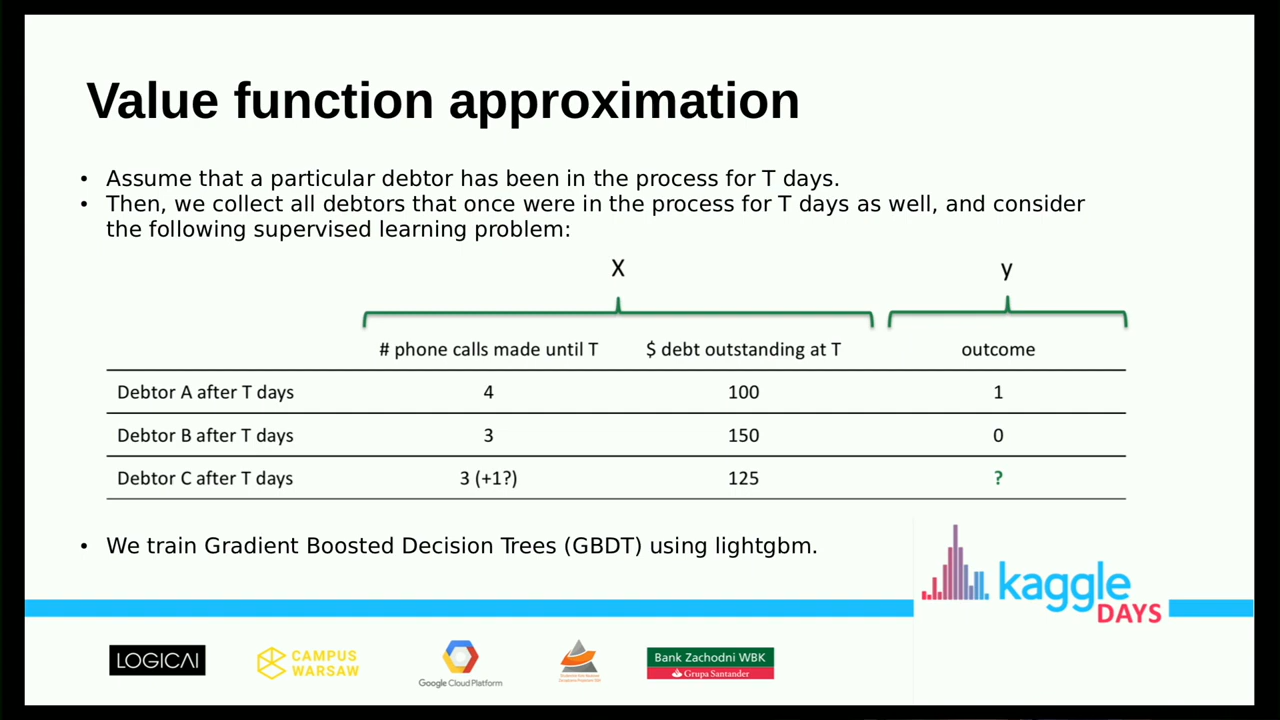 Value function approximation
• Assume that a particular debtor has been in the process for T days.
• Then, we collect all debtors that once were in the process for T days as well, and consider
the following supervised learning problem:
X y
# phone calls made until T $ debt outstanding at T outcome
Debtor A after T days 4 100 1
Debtor B after T days 3 150 0
Debtor C after T days 3 (+1?) 125 ?
• We train Gradient Boosted Decision Trees (GBDT) using lightgbm.
kaggle
DAYS
LOGICAI
CAMPUS
WARSAW
Google Cloud Platform
Bank Zachodni WBK
Grupa Santander